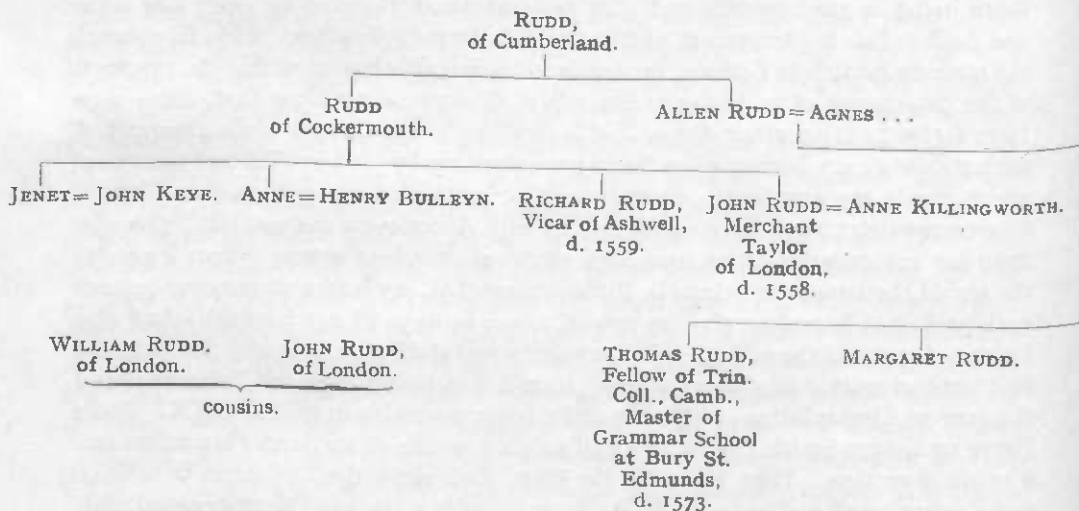 RUDD,
of Cumberland.
RUDD
of Cockermouth.
ALLEN RUDD = AGNES ...
JENET = JOHN KEYE.
ANNE = HENRY BULLEYN.
RICHARD RUDD,
Vicar of Ashwell,
d. 1559.
JOHN RUDD = ANNE KILLINGWORTH.
Merchant
Taylor
of London,
d. 1558.
WILLIAM RUDD
of London.
JOHN RUDD,
of London.
cousins.
THOMAS RUDD,
Fellow of Trin.
Coll., Camb.,
Master of
Grammar School
at Bury St.
Edmunds,
d. 1573.
MARGARET RUDD.